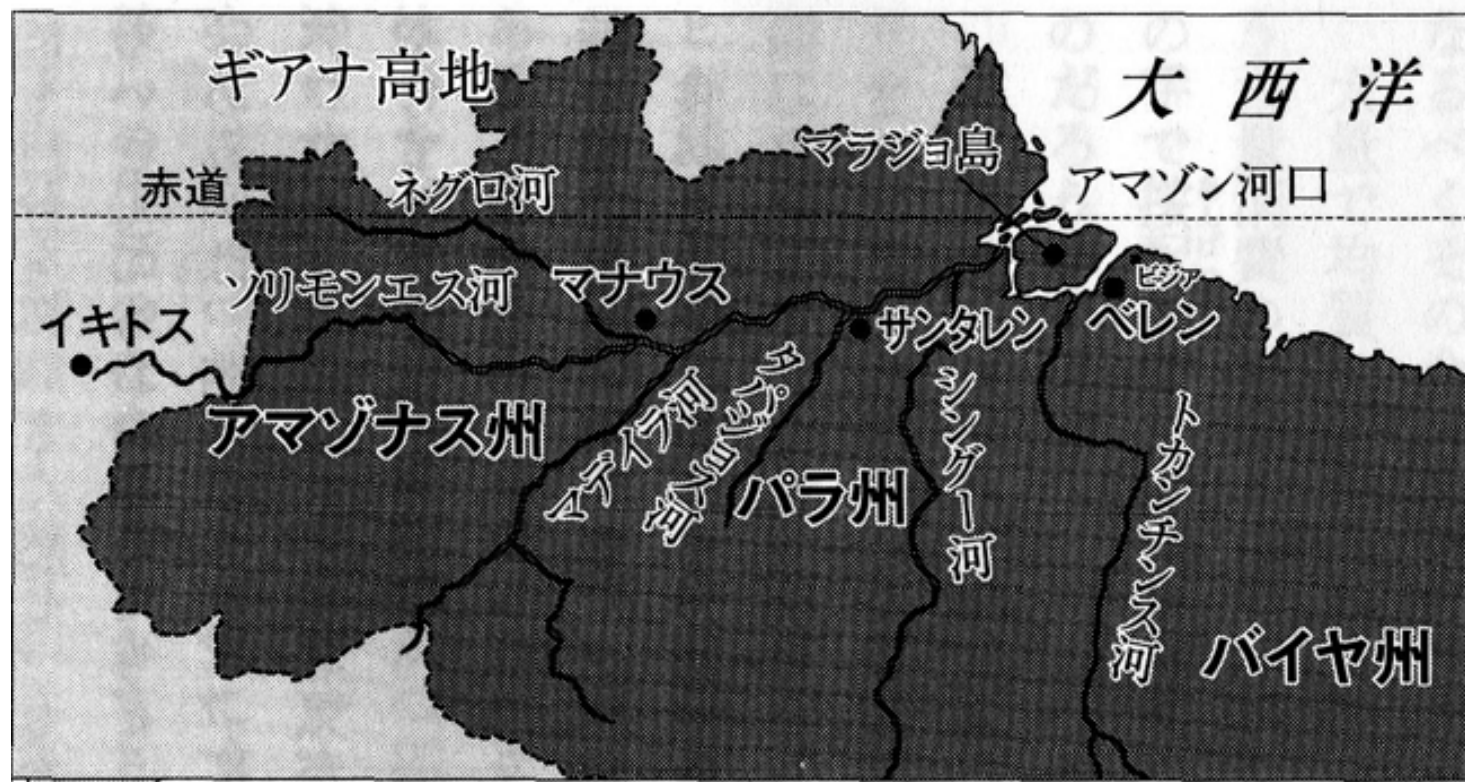 ギアナ高地
大西洋
マラジョ島
赤道
ネグロ河
アマゾン河口
ソリモンエス河
マナウス
ビジア
イキトス
サンタレン
ベレン
アマゾナス州
マデイラ河
タパジョス河
パラ州
シングー河
トカンチンス河
バイヤ州